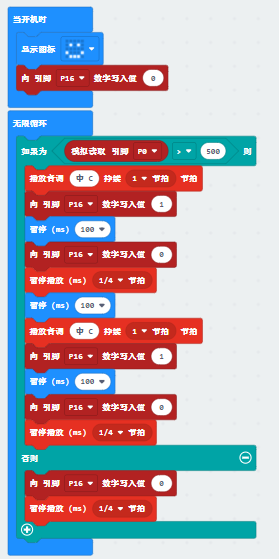 当开机时
显示图标
向 引脚 P16 数字写入值 0
无限循环
如果为 模拟读取 引脚 P0 > 500 则
播放音调 中 C 持续 1 节拍 节拍
向 引脚 P16 数字写入值 1
暂停 (ms) 100
向 引脚 P16 数字写入值 0
暂停播放 (ms) 1/4 节拍
暂停 (ms) 100
播放音调 中 C 持续 1 节拍 节拍
向 引脚 P16 数字写入值 1
暂停 (ms) 100
向 引脚 P16 数字写入值 0
暂停播放 (ms) 1/4 节拍
否则
向 引脚 P16 数字写入值 0
暂停播放 (ms) 1/4 节拍